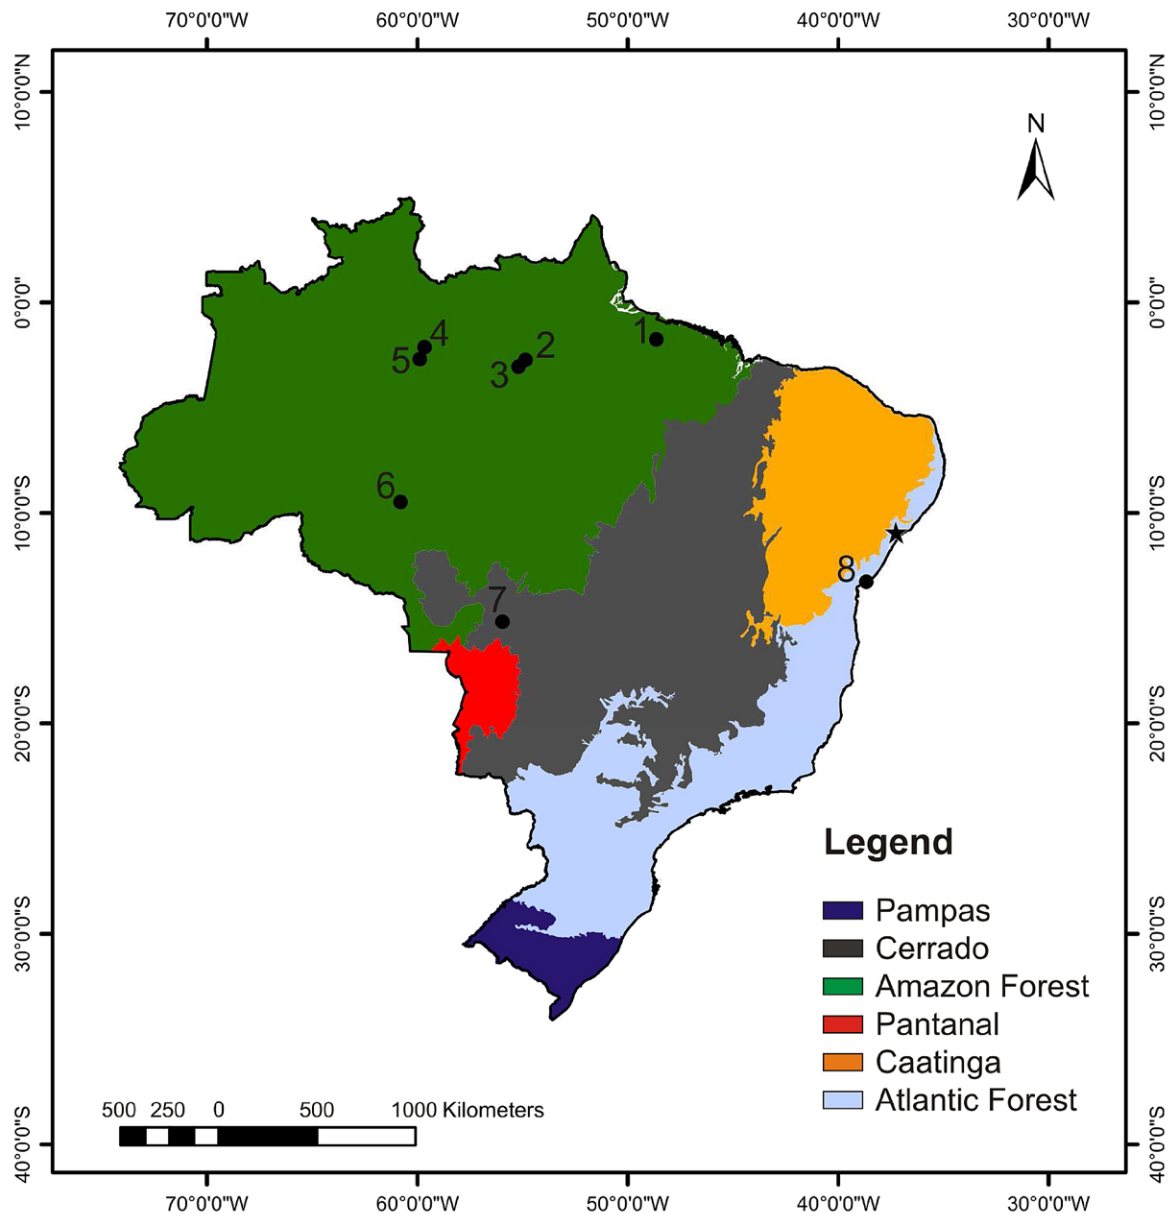 70°0'0"W 60°0'0"W 50°0'0"W 40°0'0"W 30°0'0"W
10°0'0"N 10°0'0"N
N
0°0'0" 0°0'0"
4
1
2
5
3
6
10°0'0"S 10°0'0"S
8
7
20°0'0"S 20°0'0"S
Legend
Pampas
30°0'0"S 30°0'0"S
Cerrado
Amazon Forest
Pantanal
Caatinga
Atlantic Forest
500 250 0 500 1000 Kilometers
40°0'0"S 40°0'0"S
70°0'0"W 60°0'0"W 50°0'0"W 40°0'0"W 30°0'0"W